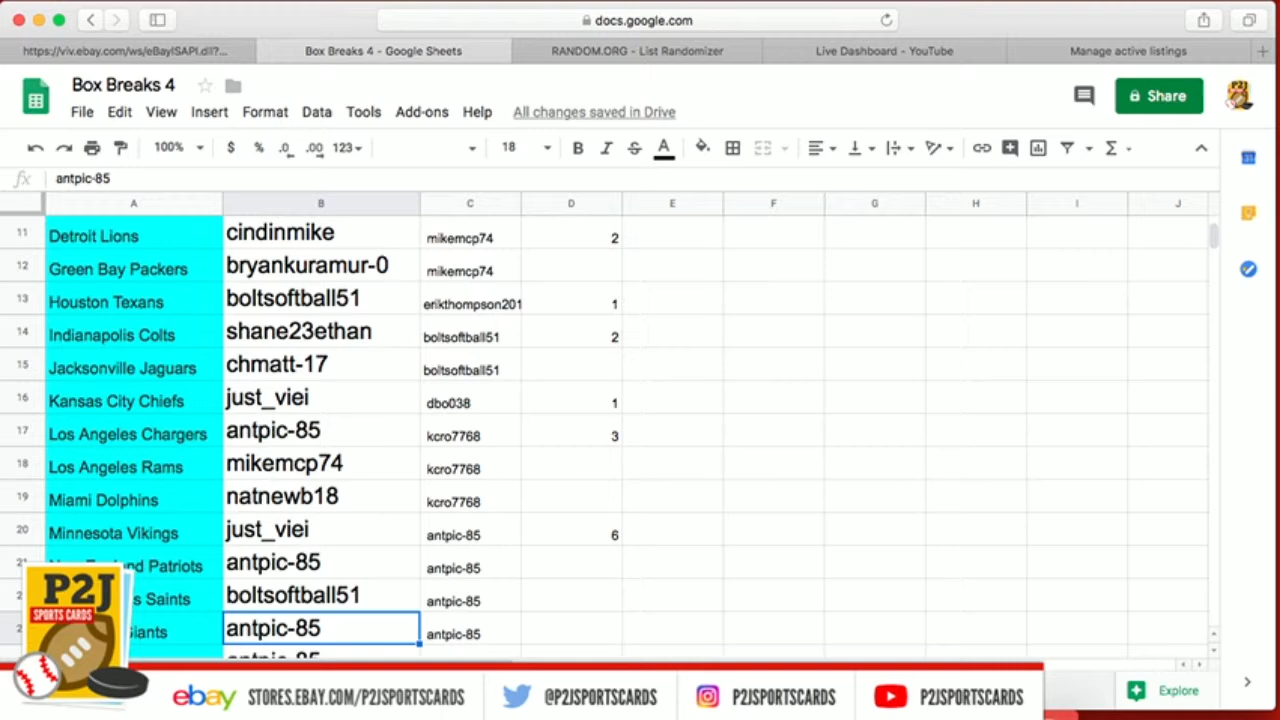 docs.google.com
https://viv.ebay.com/ws/eBayISAPI.dll?...
Box Breaks 4 - Google Sheets
RANDOM.ORG - List Randomizer
Live Dashboard - YouTube
Manage active listings
Box Breaks 4
File Edit View Insert Format Data Tools Add-ons Help All changes saved in Drive
Share
100% $ % .0 .00 123 18 B I S A
fx antpic-85
A B C D E F G H I J
11 Detroit Lions cindinmike mikemcp74 2
12 Green Bay Packers bryankuramur-0 mikemcp74
13 Houston Texans boltsoftball51 erikthompson201 1
14 Indianapolis Colts shane23ethan boltsoftball51 2
15 Jacksonville Jaguars chmatt-17 boltsoftball51
16 Kansas City Chiefs just_viei dbo038 1
17 Los Angeles Chargers antpic-85 kcro7768 3
18 Los Angeles Rams mikemcp74 kcro7768
19 Miami Dolphins natnewb18 kcro7768
20 Minnesota Vikings just_viei antpic-85 6
Patriots antpic-85 antpic-85
Saints boltsoftball51 antpic-85
Giants antpic-85 antpic-85
P2J
SPORTS CARDS
ebay STORES.EBAY.COM/P2JSPORTSCARDS @P2JSPORTSCARDS P2JSPORTSCARDS P2JSPORTSCARDS
Explore